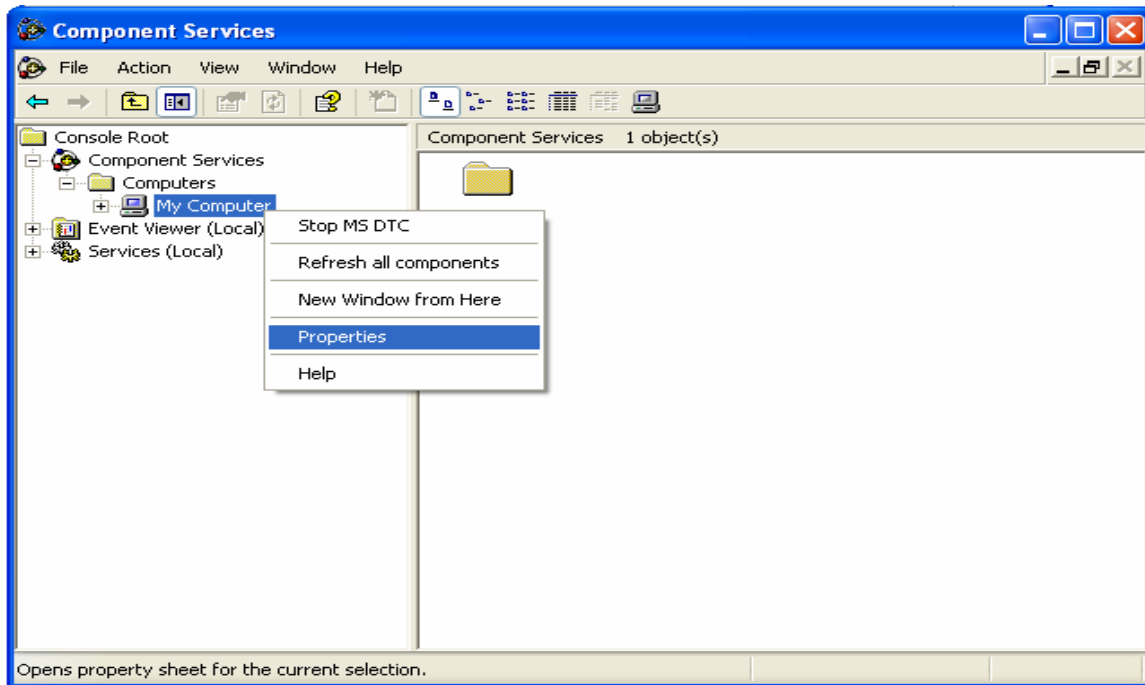 Component Services
File Action View Window Help
Console Root
Component Services 1 object(s)
Component Services
Computers
My Computer
Event Viewer (Local)
Services (Local)
Stop MS DTC
Refresh all components
New Window from Here
Properties
Help
Opens property sheet for the current selection.